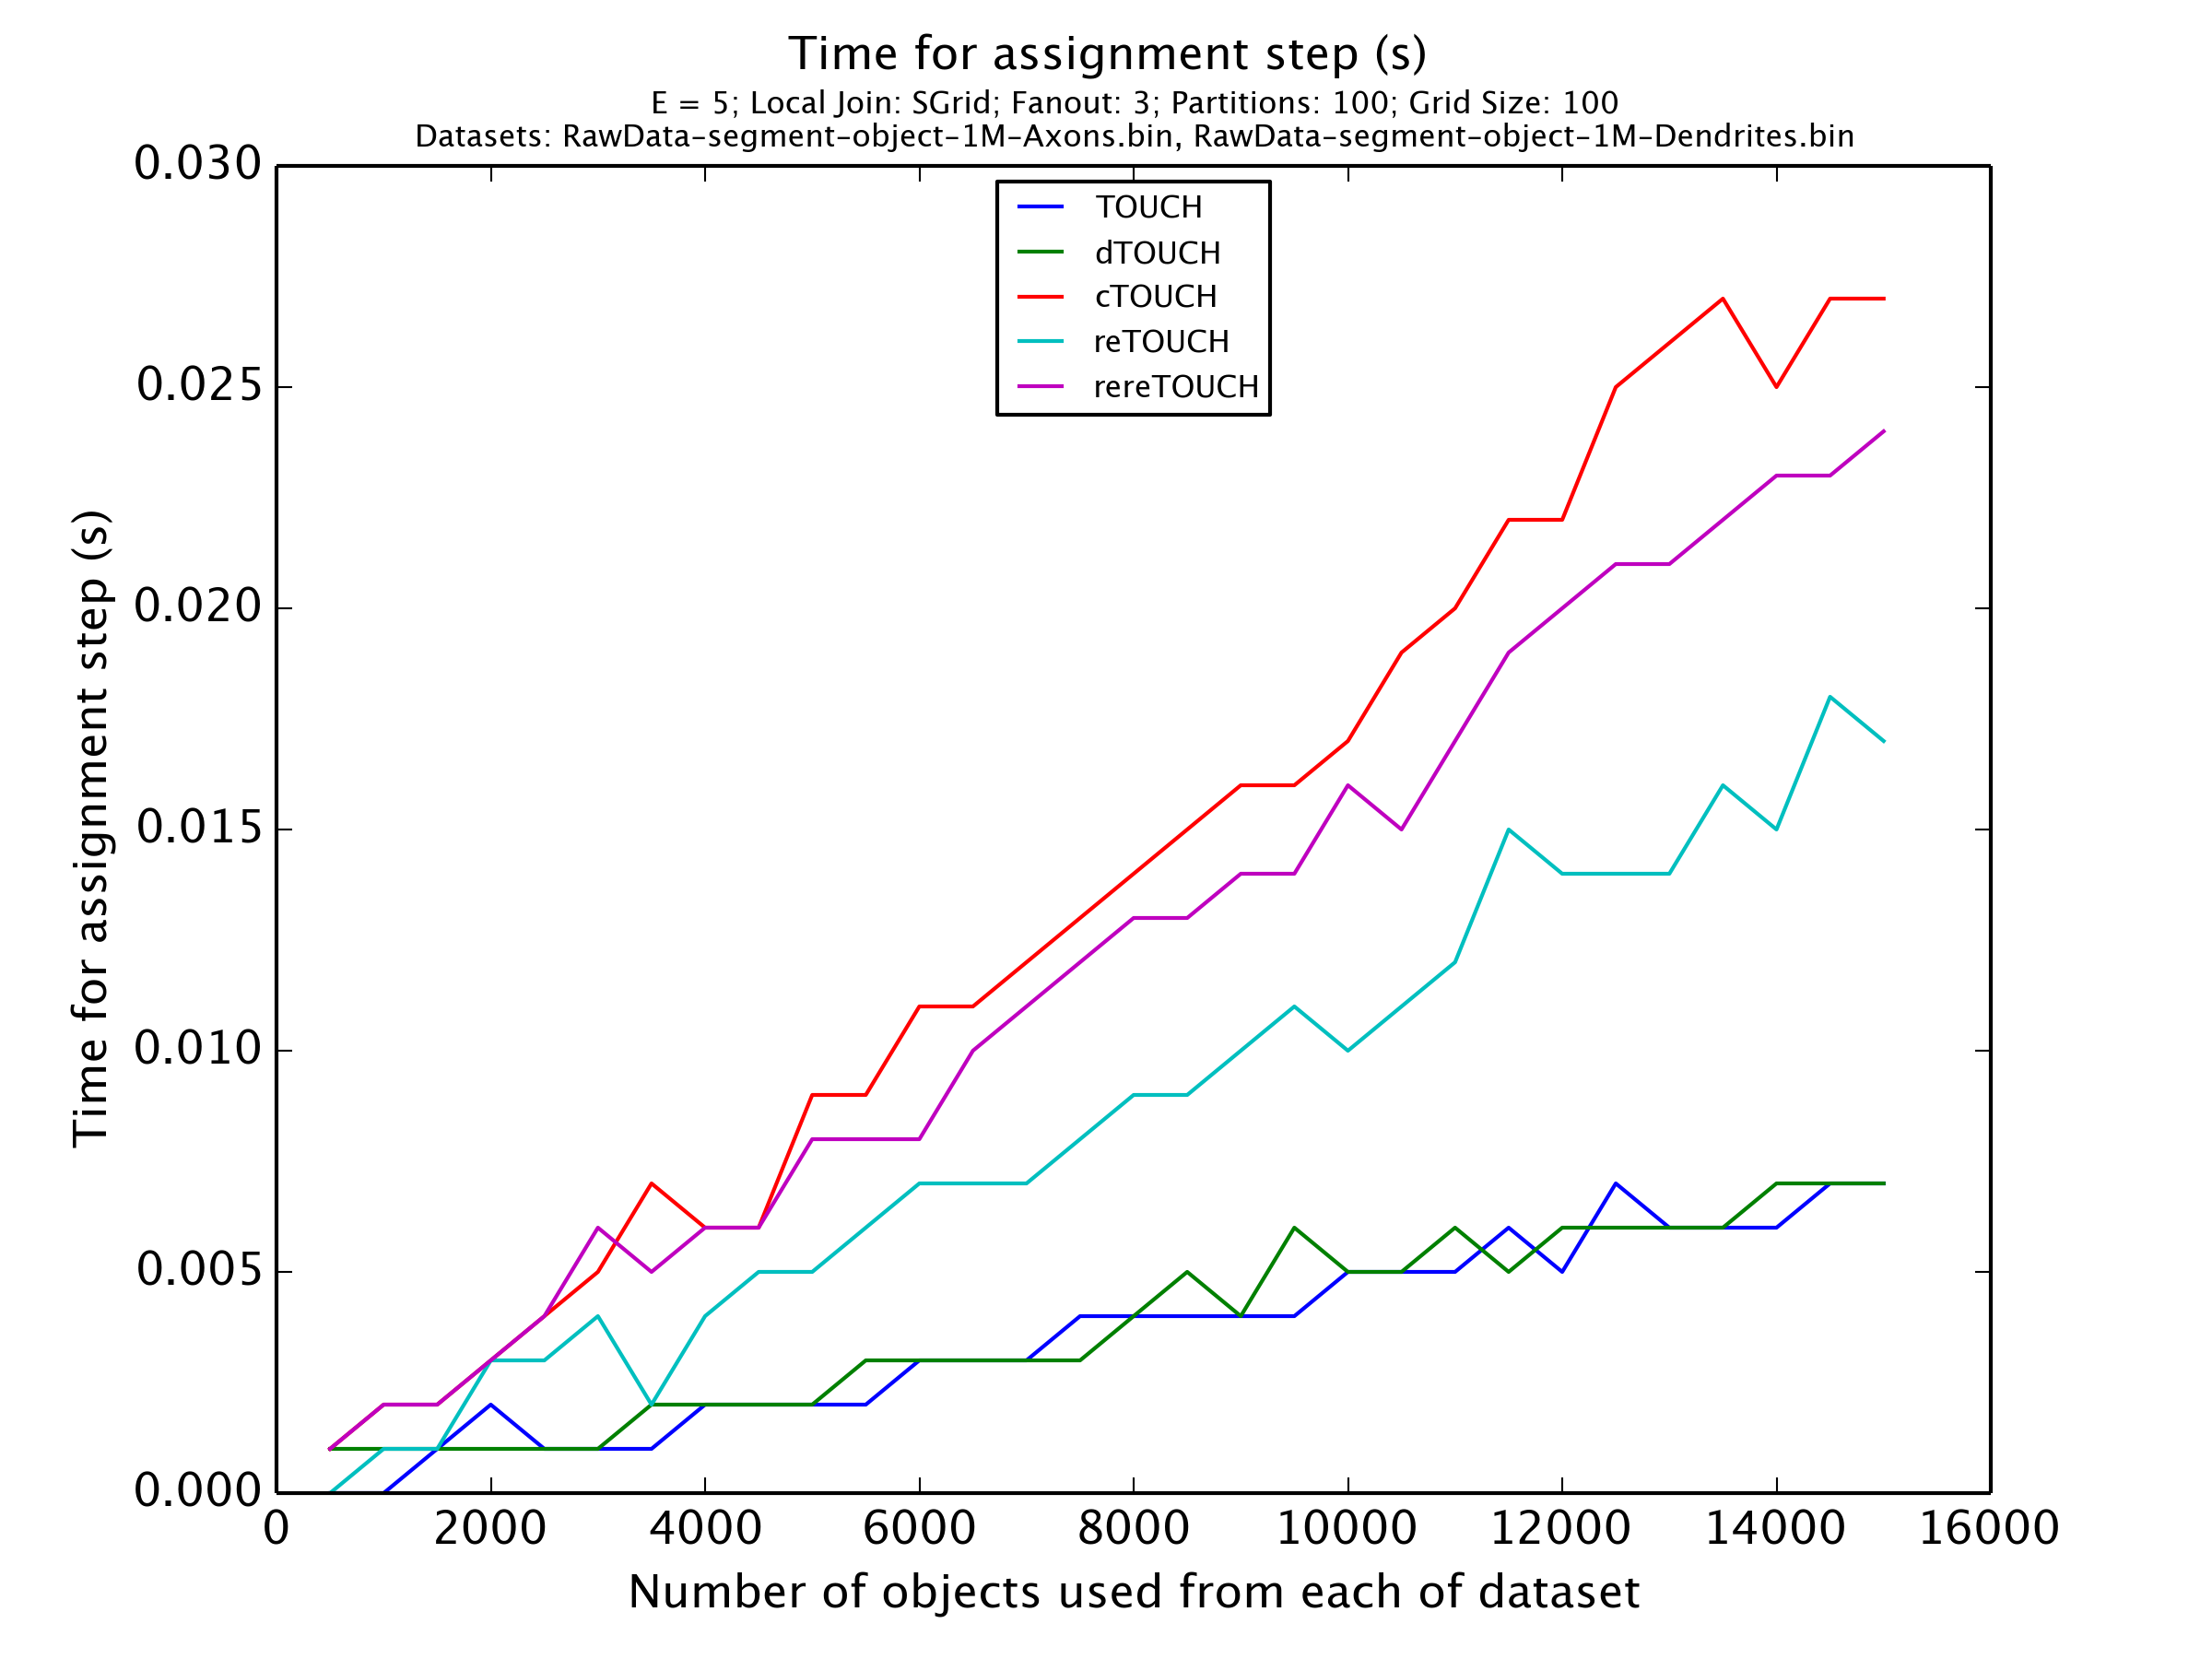 Time for assignment step (s)
E = 5; Local Join: SGrid; Fanout: 3; Partitions: 100; Grid Size: 100
Datasets: RawData-segment-object-1M-Axons.bin, RawData-segment-object-1M-Dendrites.bin
TOUCH
dTOUCH
cTOUCH
reTOUCH
rereTOUCH
Time for assignment step (s)
0.030
0.025
0.020
0.015
0.010
0.005
0.000
0 2000 4000 6000 8000 10000 12000 14000 16000
Number of objects used from each of dataset